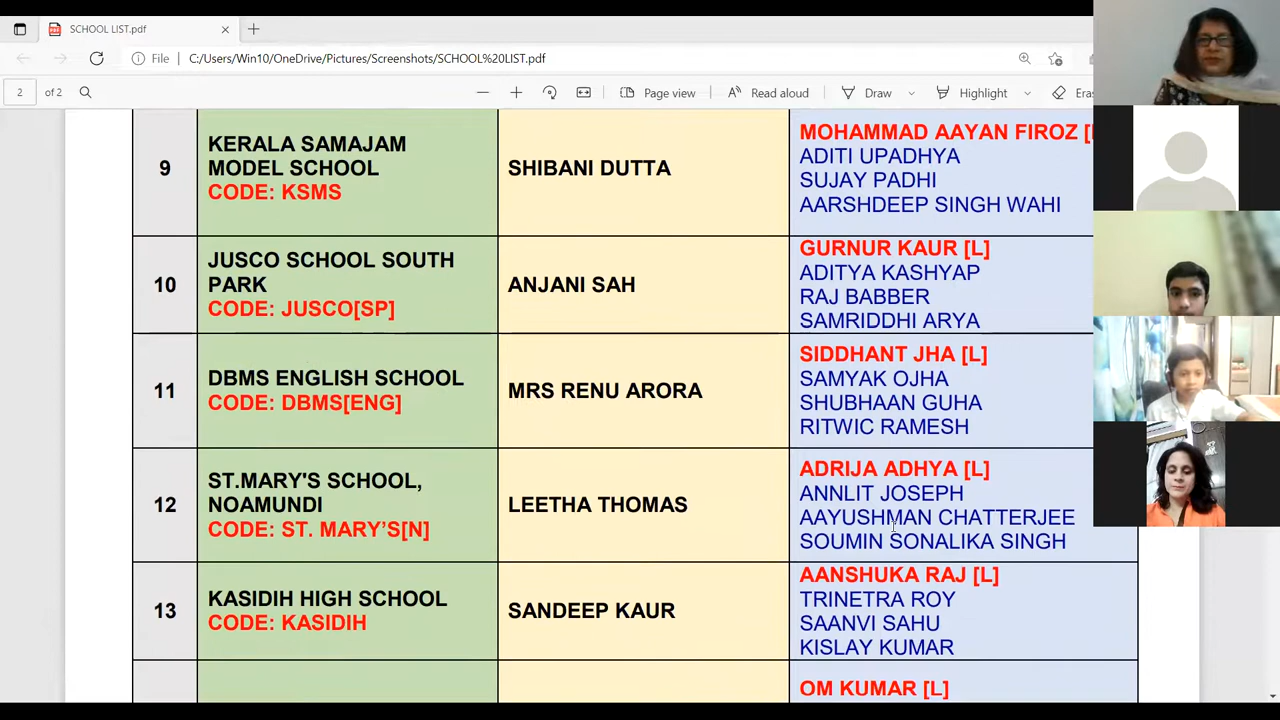 SCHOOL LIST.pdf
File
C:/Users/Win10/OneDrive/Pictures/Screenshots/SCHOOL%20LIST.pdf
2 of 2
Page view
Read aloud
Draw
Highlight
9
KERALA SAMAJAM
MODEL SCHOOL
CODE: KSMS
SHIBANI DUTTA
MOHAMMAD AAYAN FIROZ
ADITI UPADHYA
SUJAY PADHI
AARSHDEEP SINGH WAHI
10
JUSCO SCHOOL SOUTH
PARK
CODE: JUSCO[SP]
ANJANI SAH
GURNUR KAUR [L]
ADITYA KASHYAP
RAJ BABBER
SAMRIDDHI ARYA
11
DBMS ENGLISH SCHOOL
CODE: DBMS[ENG]
MRS RENU ARORA
SIDDHANT JHA [L]
SAMYAK OJHA
SHUBHAAN GUHA
RITWIC RAMESH
12
ST.MARY'S SCHOOL,
NOAMUNDI
CODE: ST. MARY’S[N]
LEETHA THOMAS
ADRIJA ADHYA [L]
ANNLIT JOSEPH
AAYUSHMAN CHATTERJEE
SOUMIN SONALIKA SINGH
13
KASIDIH HIGH SCHOOL
CODE: KASIDIH
SANDEEP KAUR
AANSHUKA RAJ [L]
TRINETRA ROY
SAANVI SAHU
KISLAY KUMAR
OM KUMAR [L]